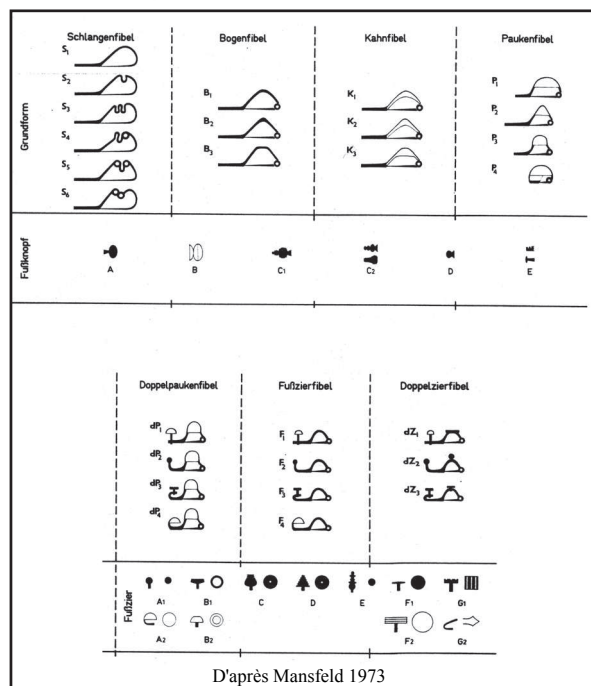 Schlangenfibel Bogenfibel Kahnfibel Paukenfibel
Grundform
S1
S2
S3
S4
S5
S6
B1
B2
B3
K1
K2
K3
P1
P2
P3
P4
Fußknopf
A B C1 C2 D E
Doppelpaukenfibel Fußzierfibel Doppelzierfibel
dP1 F1 dZ1
dP2 F2 dZ2
dP3 F3 dZ3
dP4 F4
Fußzier
A1 B1 C D E F1 G1
A2 B2 F2 G2
D'après Mansfeld 1973